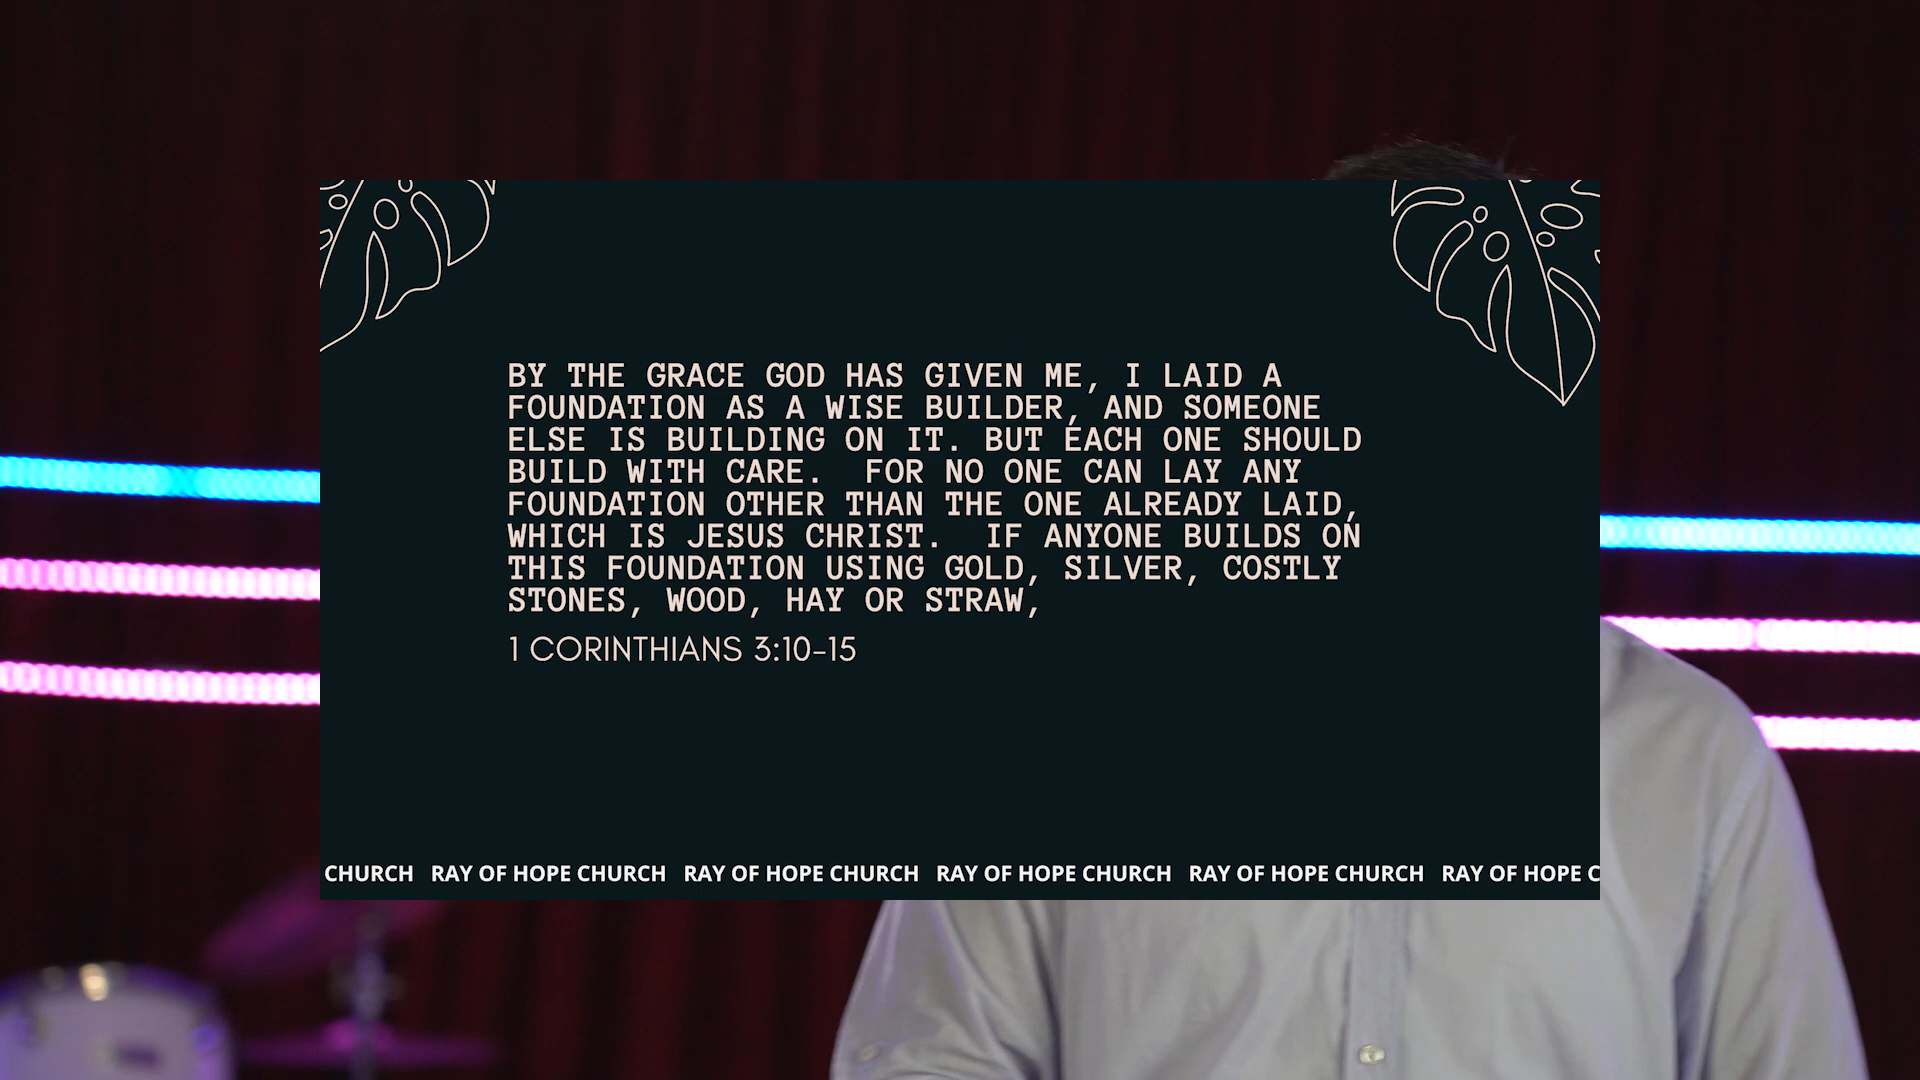 BY THE GRACE GOD HAS GIVEN ME, I LAID A
FOUNDATION AS A WISE BUILDER, AND SOMEONE
ELSE IS BUILDING ON IT. BUT EACH ONE SHOULD
BUILD WITH CARE. FOR NO ONE CAN LAY ANY
FOUNDATION OTHER THAN THE ONE ALREADY LAID,
WHICH IS JESUS CHRIST. IF ANYONE BUILDS ON
THIS FOUNDATION USING GOLD, SILVER, COSTLY
STONES, WOOD, HAY OR STRAW,
1 CORINTHIANS 3:10-15
CHURCH RAY OF HOPE CHURCH RAY OF HOPE CHURCH RAY OF HOPE CHURCH RAY OF HOPE CHURCH RAY OF HOPE C